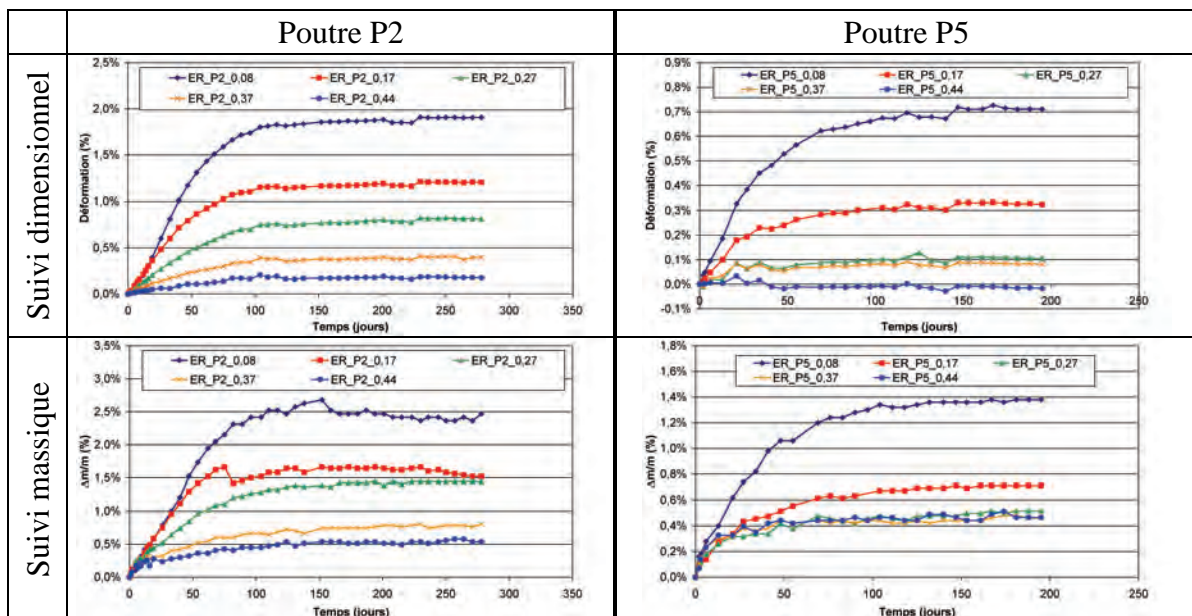 Poutre P2
Poutre P5
Suivi dimensionnel
2,5%
2,0%
1,5%
1,0%
0,5%
0,0%
Déformation (%)
ER_P2_0,08 ER_P2_0,17 ER_P2_0,27
ER_P2_0,37 ER_P2_0,44
0 50 100 150 200 250 300 350
Temps (jours)
0,9%
0,8%
0,7%
0,6%
0,5%
0,4%
0,3%
0,2%
0,1%
0,0%
-0,1%
Déformation (%)
ER_P5_0,08 ER_P5_0,17 ER_P5_0,27
ER_P5_0,37 ER_P5_0,44
0 50 100 150 200 250
Temps (jours)
Suivi massique
3,5%
3,0%
2,5%
2,0%
1,5%
1,0%
0,5%
0,0%
Δm/m (%)
ER_P2_0,08 ER_P2_0,17 ER_P2_0,27
ER_P2_0,37 ER_P2_0,44
0 50 100 150 200 250 300 350
Temps (jours)
1,8%
1,6%
1,4%
1,2%
1,0%
0,8%
0,6%
0,4%
0,2%
0,0%
Δm/m (%)
ER_P5_0,08 ER_P5_0,17 ER_P5_0,27
ER_P5_0,37 ER_P5_0,44
0 50 100 150 200 250
Temps (jours)